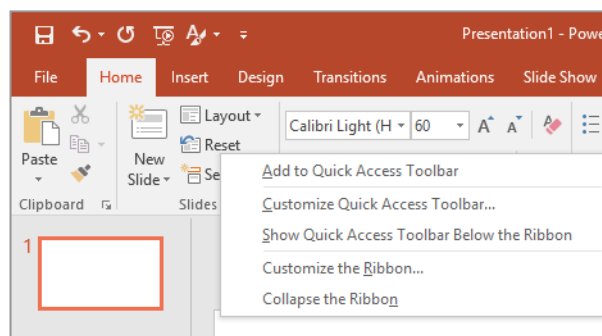 Presentation1 - Powe
File Home Insert Design Transitions Animations Slide Show
Layout
Calibri Light (H 60 A A
Reset
Paste New Slide Se
Clipboard Slides
Add to Quick Access Toolbar
Customize Quick Access Toolbar...
Show Quick Access Toolbar Below the Ribbon
Customize the Ribbon...
Collapse the Ribbon
1